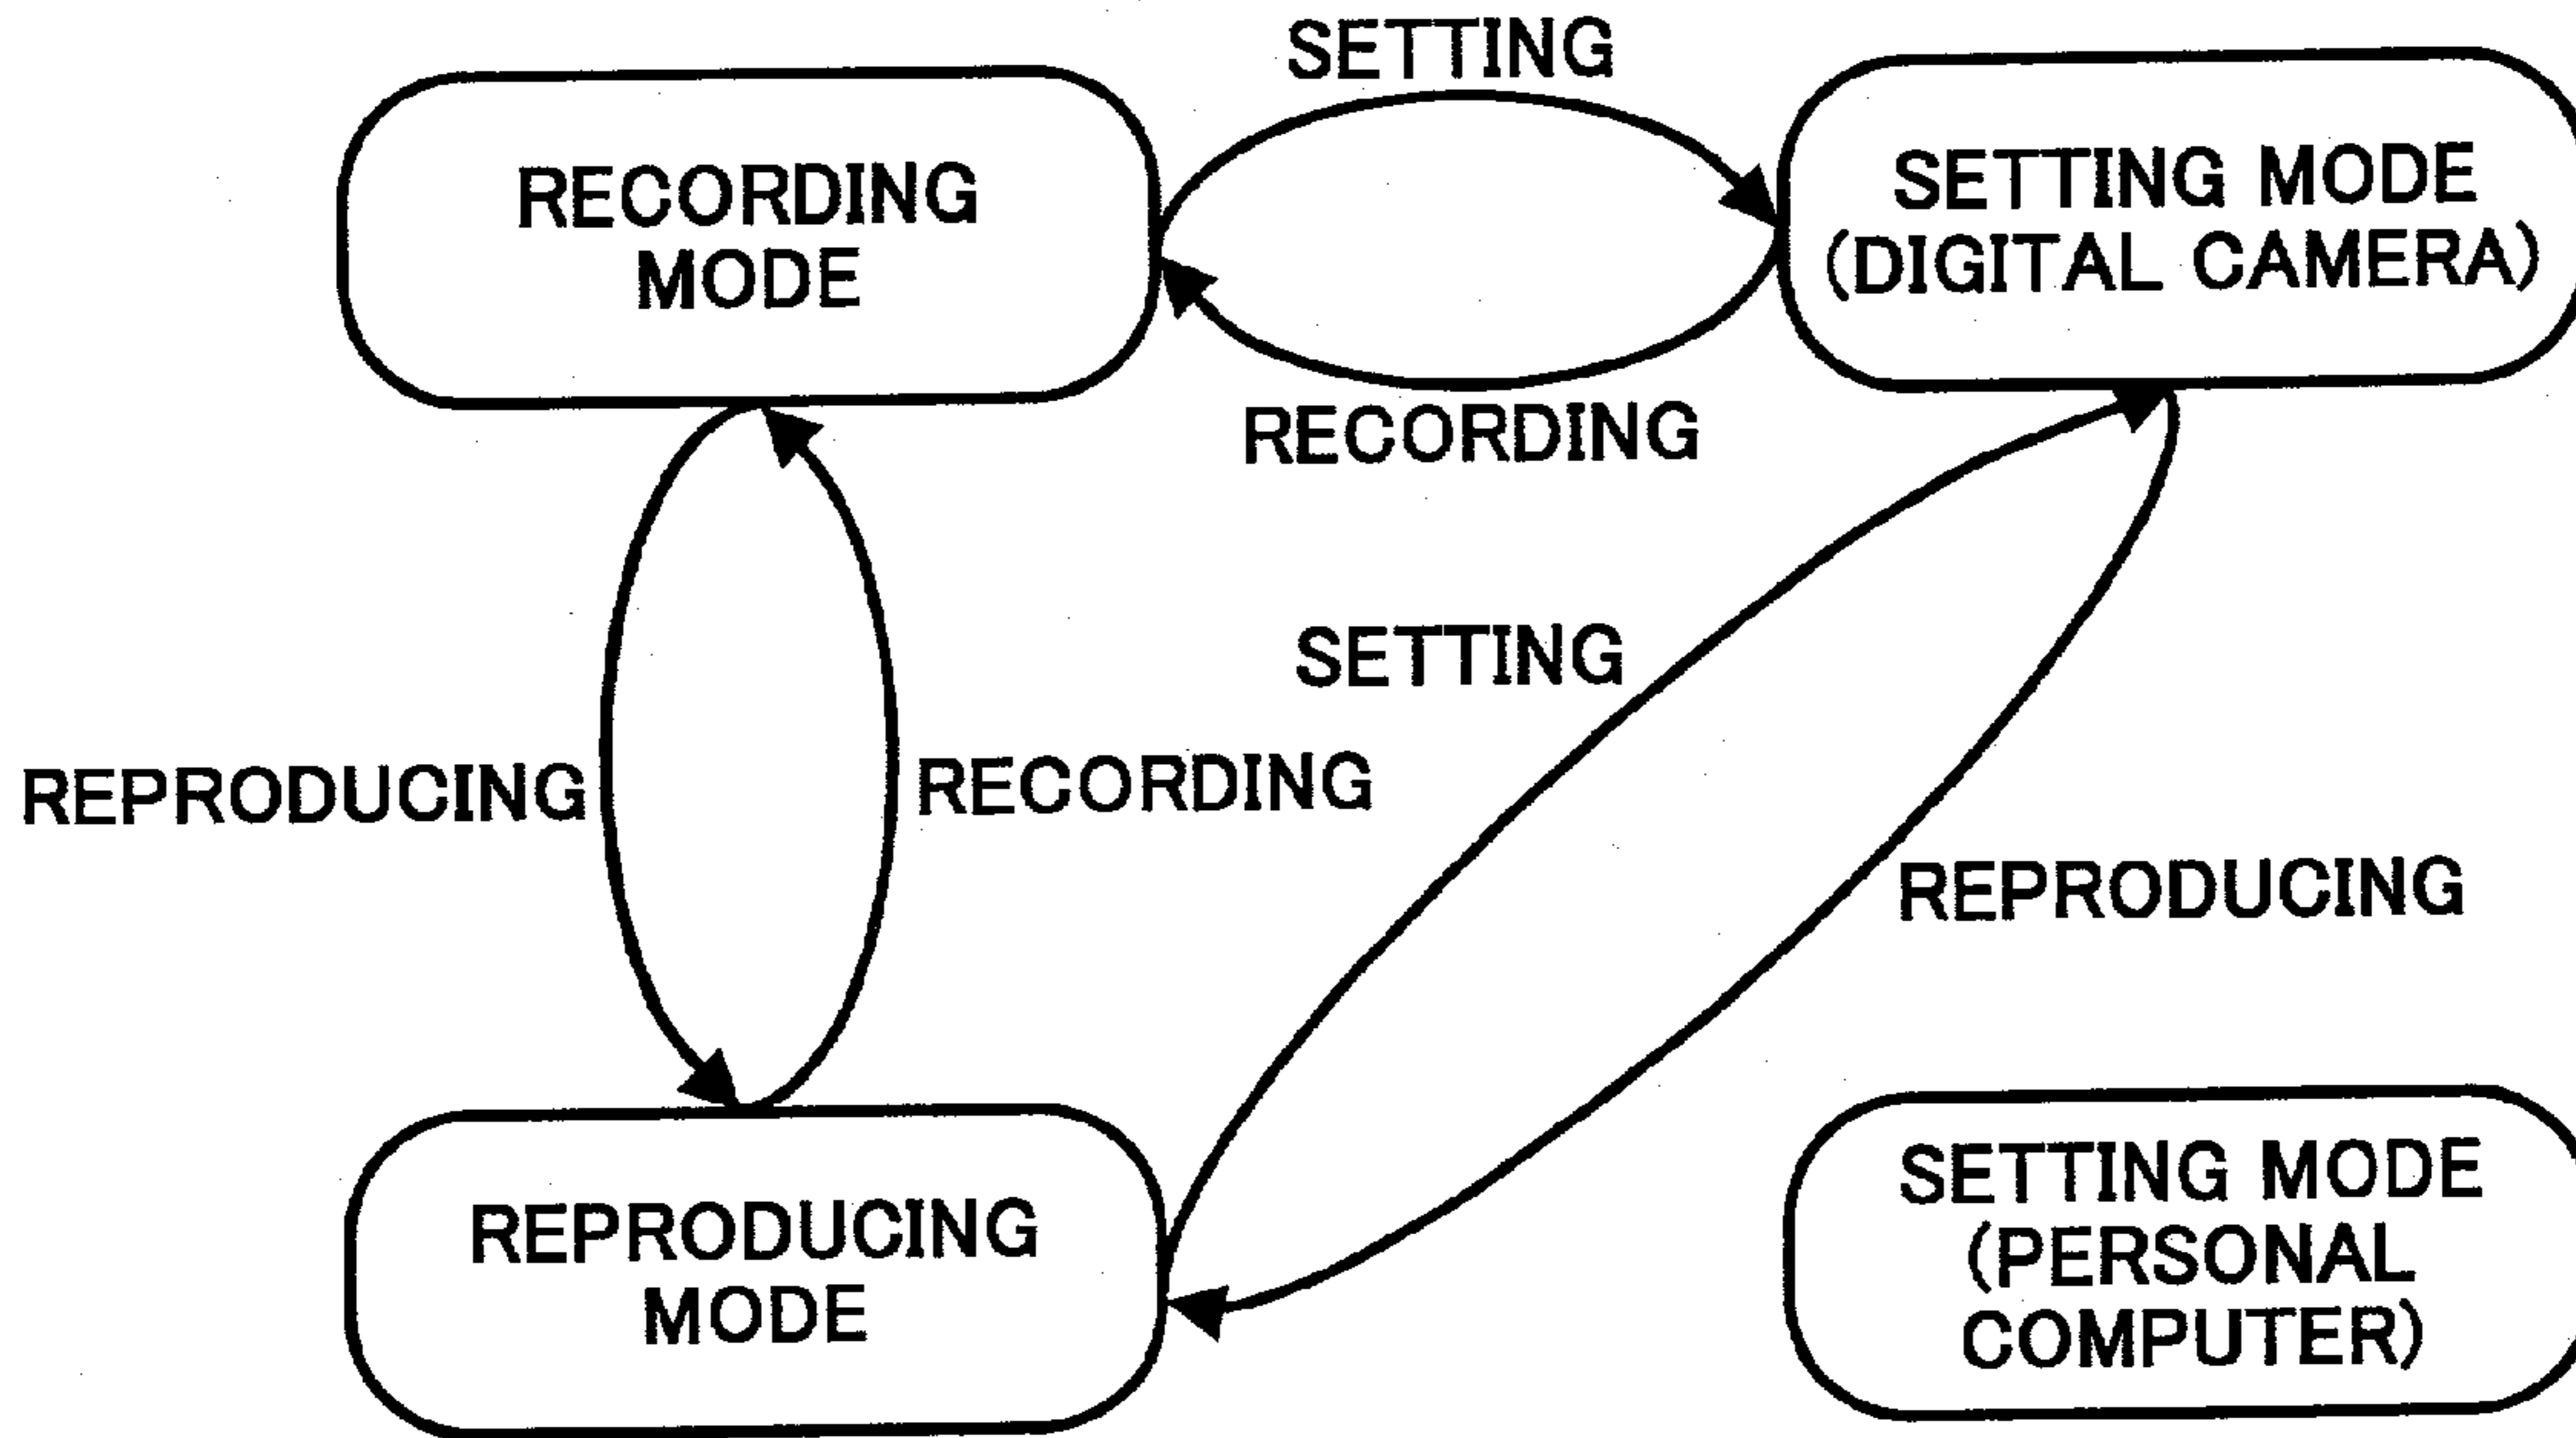 SETTING
RECORDING
MODE
SETTING MODE
(DIGITAL CAMERA)
RECORDING
SETTING
REPRODUCING
RECORDING
REPRODUCING
REPRODUCING
MODE
SETTING MODE
(PERSONAL
COMPUTER)